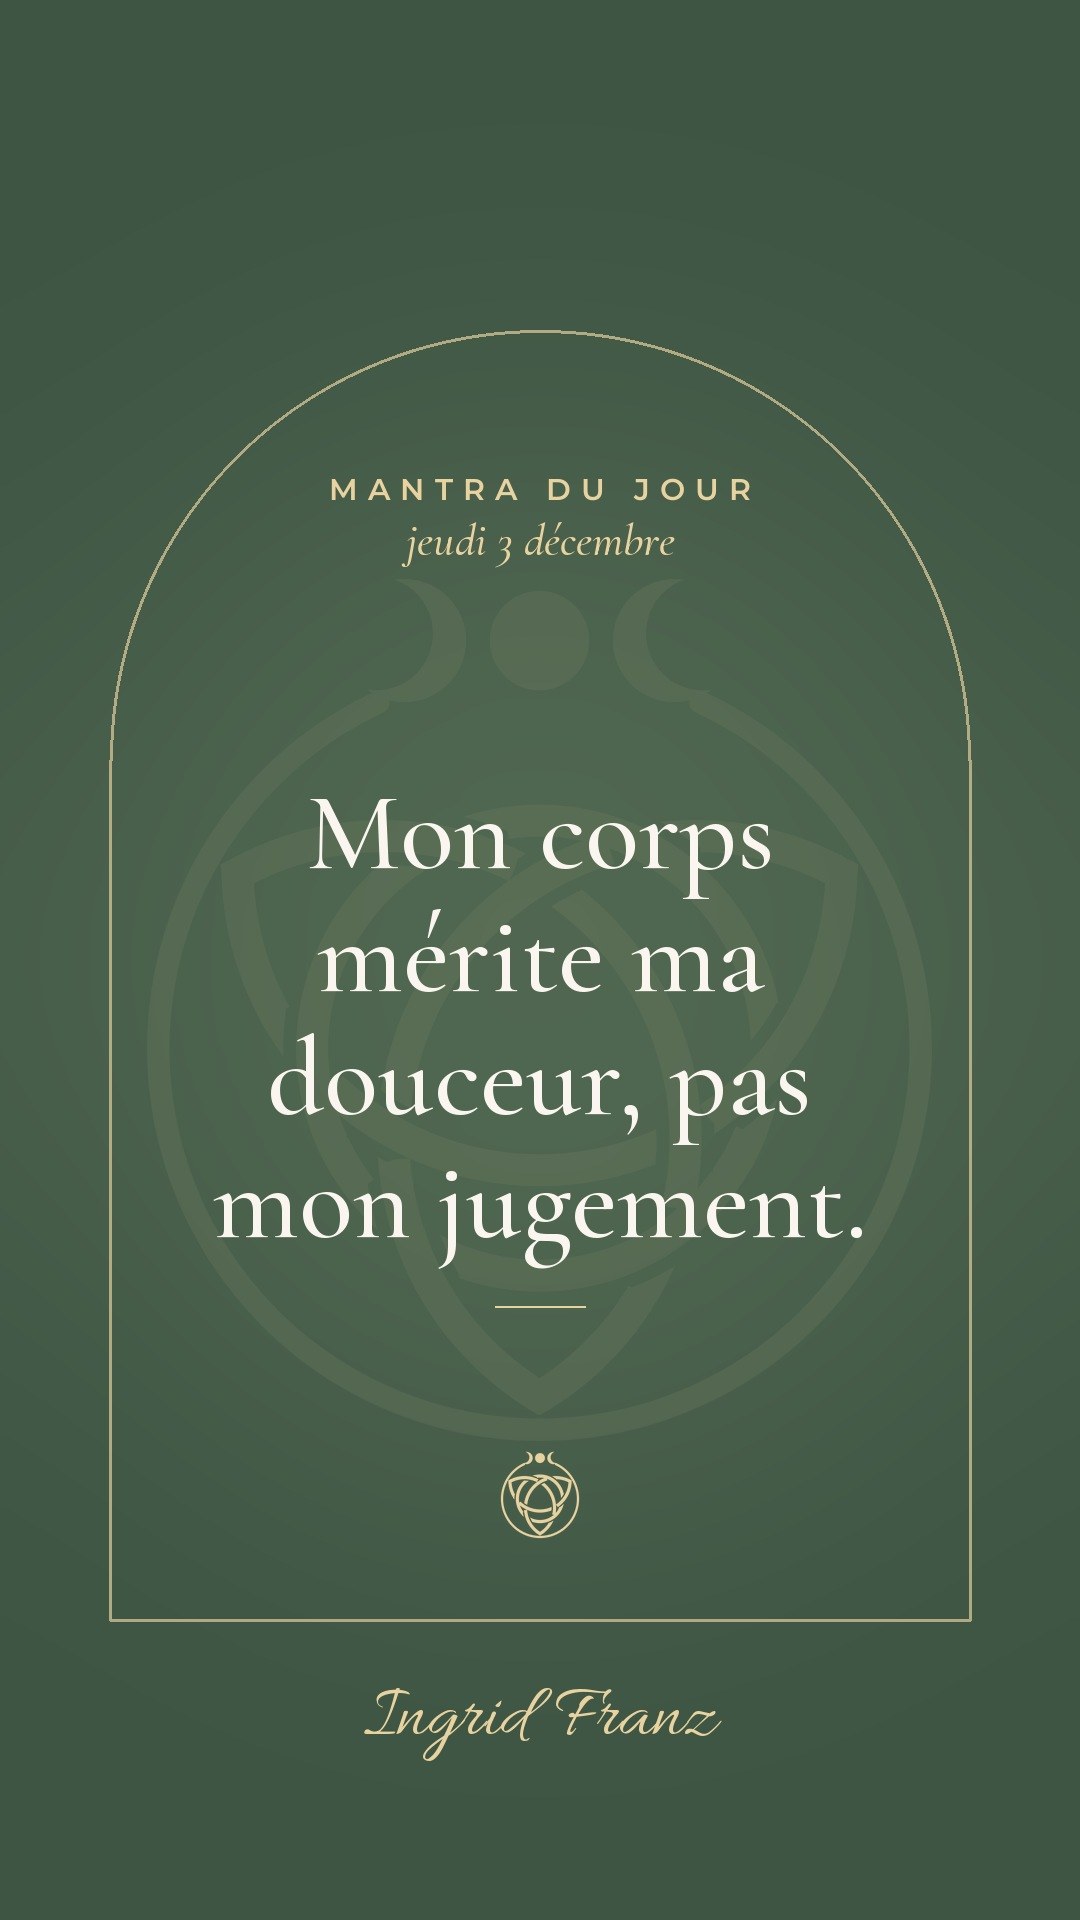 MANTRA DU JOUR
jeudi 3 décembre
Mon corps
mérite ma
douceur, pas
mon jugement.
Ingrid Franz